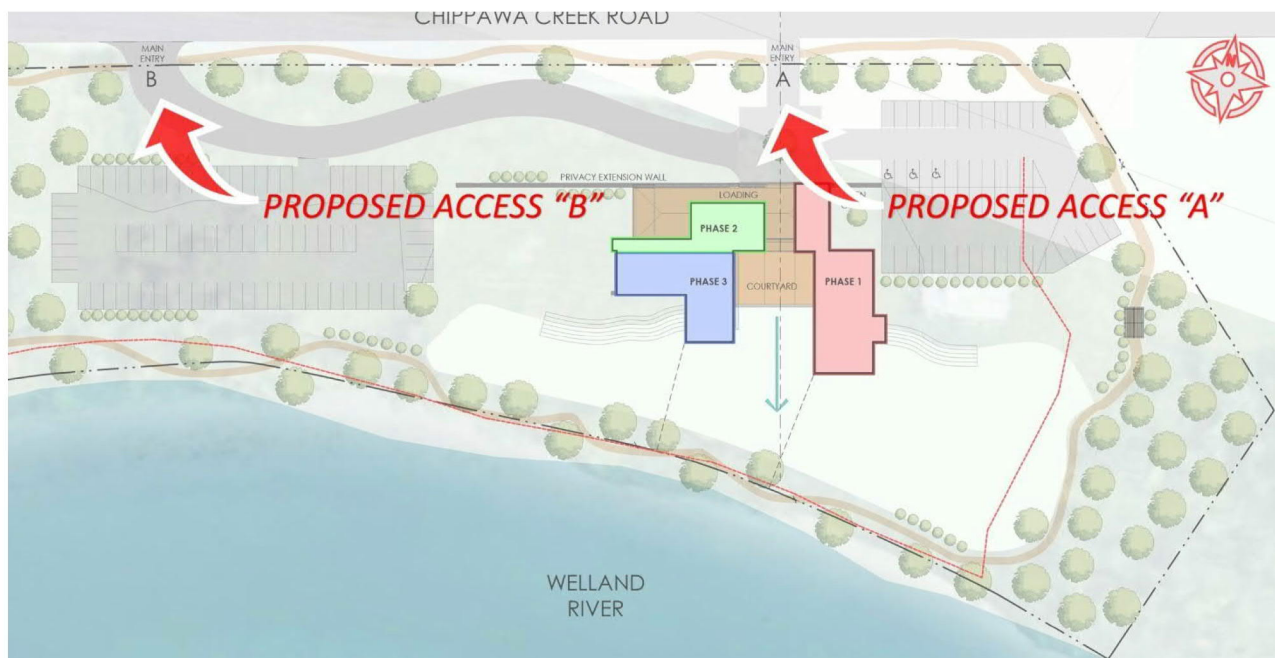 CHIPPAWA CREEK ROAD
MAIN
ENTRY
B
MAIN
ENTRY
A
N
PRIVACY EXTENSION WALL
PROPOSED ACCESS “B”
LOADING
PROPOSED ACCESS “A”
PHASE 2
PHASE 3
COURTYARD
PHASE 1
WELLAND
RIVER